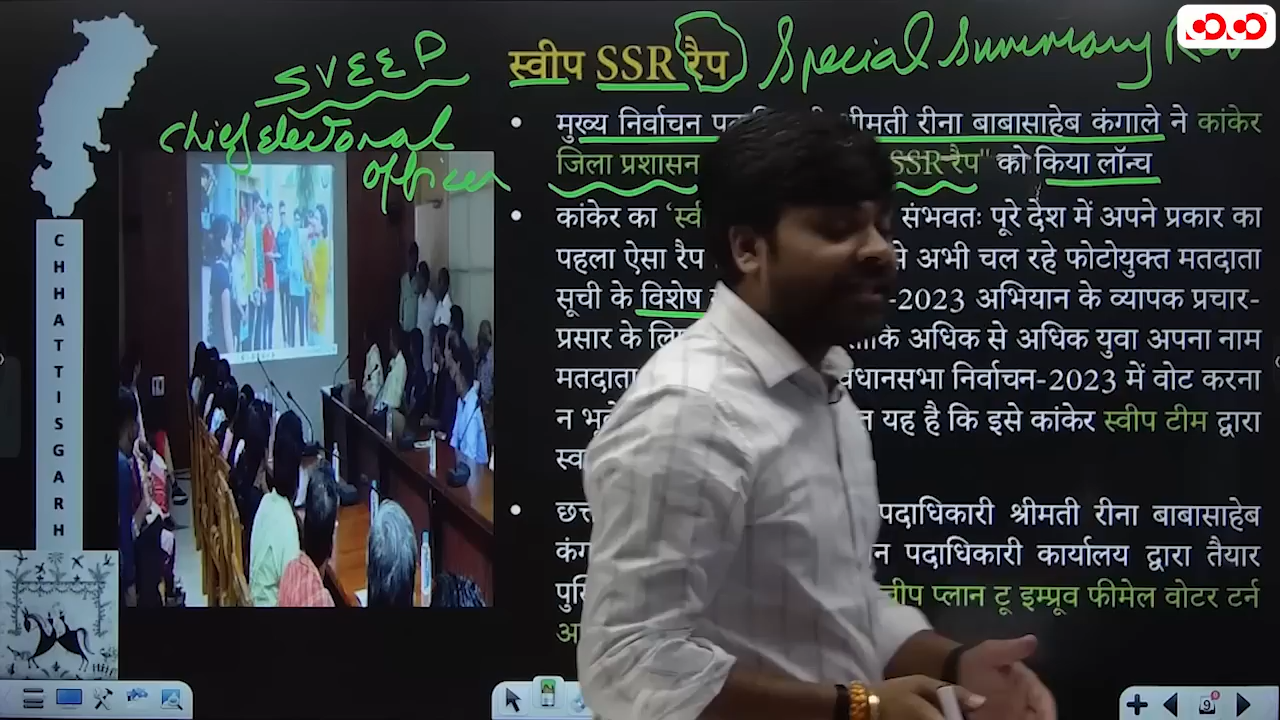 SVEEP
स्वीप SSR रैप
Special Summary Rev
Chief electoral
officer
मुख्य निर्वाचन श्रीमती रीना बाबासाहेब कंगाले ने कांकेर
जिला प्रशासन SSR रैप" को किया लॉन्च
कांकेर का संभवतः पूरे देश में अपने प्रकार का
पहला ऐसा रैप से अभी चल रहे फोटोयुक्त मतदाता
सूची के विशेष -2023 अभियान के व्यापक प्रचार-
प्रसार के अधिक से अधिक युवा अपना नाम
मतदाता विधानसभा निर्वाचन-2023 में वोट करना
न यह है कि इसे कांकेर स्वीप टीम द्वारा
पदाधिकारी श्रीमती रीना बाबासाहेब
पदाधिकारी कार्यालय द्वारा तैयार
स्वीप प्लान टू इम्प्रूव फीमेल वोटर टर्न
CHHATTISGARH
9